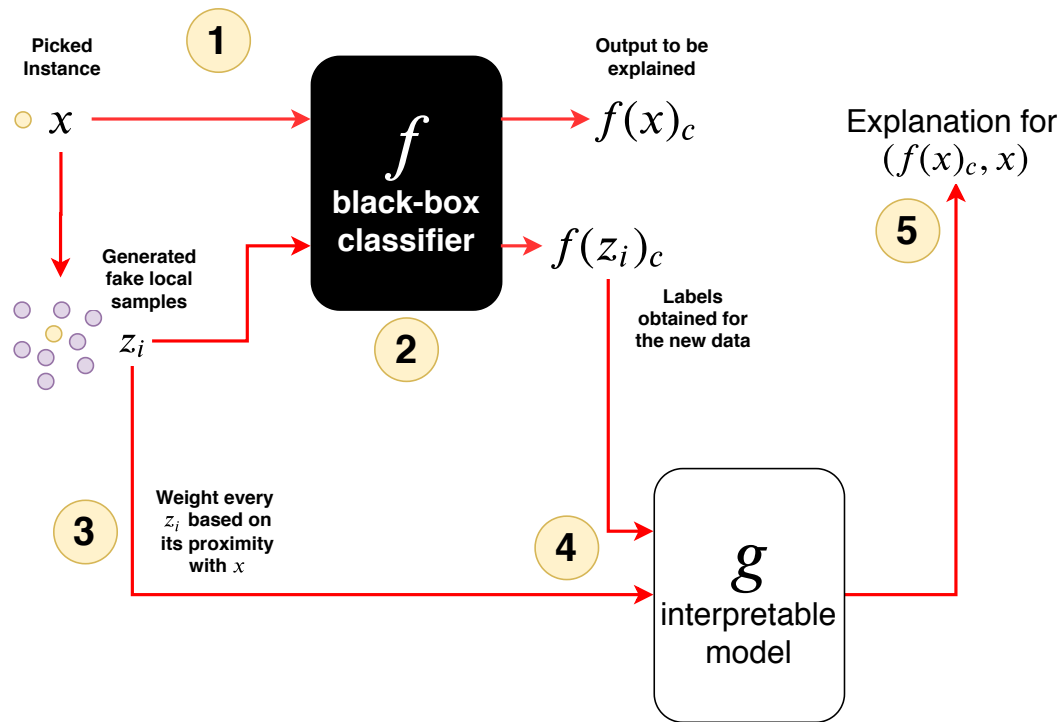 1
Picked
Instance
x
f
black-box
classifier
Output to be
explained
f(x)c
Explanation for
(f(x)c, x)
5
Generated
fake local
samples
zi
2
f(zi)c
Labels
obtained for
the new data
3
Weight every
zi based on
its proximity
with x
4
g
interpretable
model